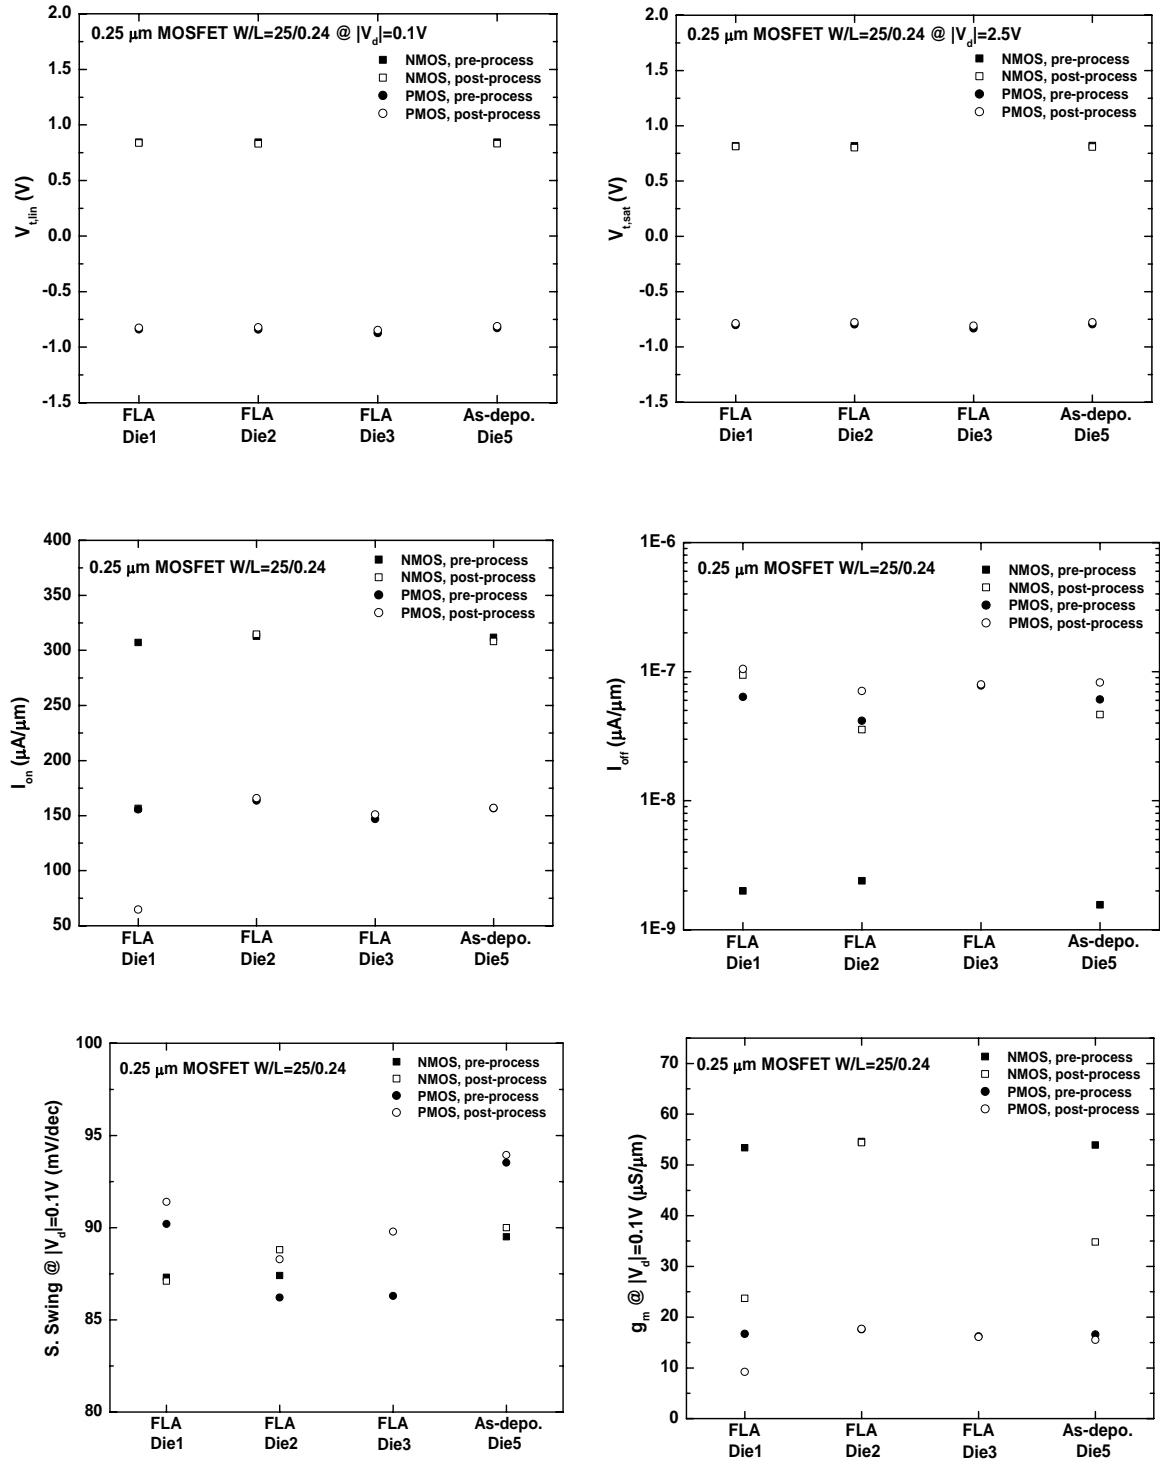 0.25 μm MOSFET W/L=25/0.24 @ |Vd|=0.1V
NMOS, pre-process
NMOS, post-process
PMOS, pre-process
PMOS, post-process
2.0
1.5
1.0
0.5
0.0
-0.5
-1.0
-1.5
Vt,lin (V)
FLA FLA FLA As-depo.
Die1 Die2 Die3 Die5
0.25 μm MOSFET W/L=25/0.24 @ |Vd|=2.5V
NMOS, pre-process
NMOS, post-process
PMOS, pre-process
PMOS, post-process
2.0
1.5
1.0
0.5
0.0
-0.5
-1.0
-1.5
Vt,sat (V)
FLA FLA FLA As-depo.
Die1 Die2 Die3 Die5
0.25 μm MOSFET W/L=25/0.24
NMOS, pre-process
NMOS, post-process
PMOS, pre-process
PMOS, post-process
400
350
300
250
200
150
100
50
Ion (μA/μm)
FLA FLA FLA As-depo.
Die1 Die2 Die3 Die5
0.25 μm MOSFET W/L=25/0.24
NMOS, pre-process
NMOS, post-process
PMOS, pre-process
PMOS, post-process
1E-6
1E-7
1E-8
1E-9
Ioff (μA/μm)
FLA FLA FLA As-depo.
Die1 Die2 Die3 Die5
0.25 μm MOSFET W/L=25/0.24
NMOS, pre-process
NMOS, post-process
PMOS, pre-process
PMOS, post-process
100
95
90
85
80
S. Swing @ |Vd|=0.1V (mV/dec)
FLA FLA FLA As-depo.
Die1 Die2 Die3 Die5
0.25 μm MOSFET W/L=25/0.24
NMOS, pre-process
NMOS, post-process
PMOS, pre-process
PMOS, post-process
70
60
50
40
30
20
10
0
gm @ |Vd|=0.1V (μS/μm)
FLA FLA FLA As-depo.
Die1 Die2 Die3 Die5